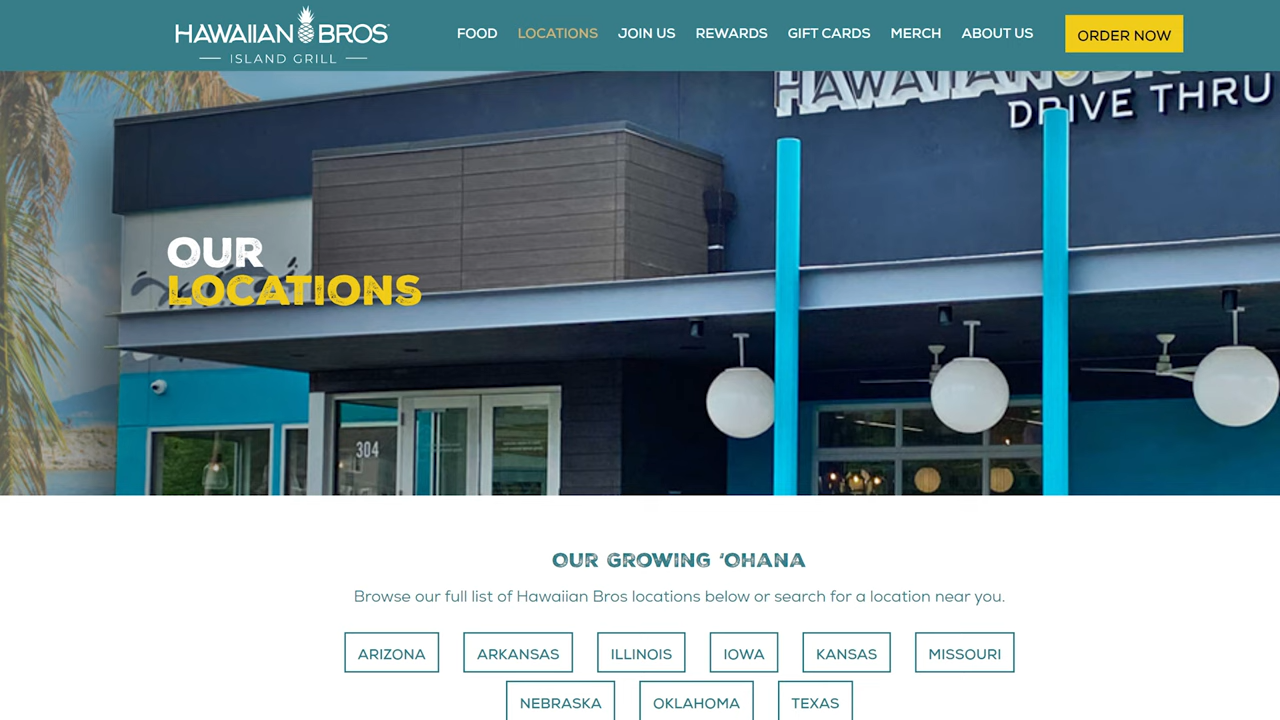 HAWAIIAN BROS
ISLAND GRILL
FOOD
LOCATIONS
JOIN US
REWARDS
GIFT CARDS
MERCH
ABOUT US
ORDER NOW
DRIVE THRU
OUR
LOCATIONS
304
OUR GROWING ‘OHANA
Browse our full list of Hawaiian Bros locations below or search for a location near you.
ARIZONA
ARKANSAS
ILLINOIS
IOWA
KANSAS
MISSOURI
NEBRASKA
OKLAHOMA
TEXAS